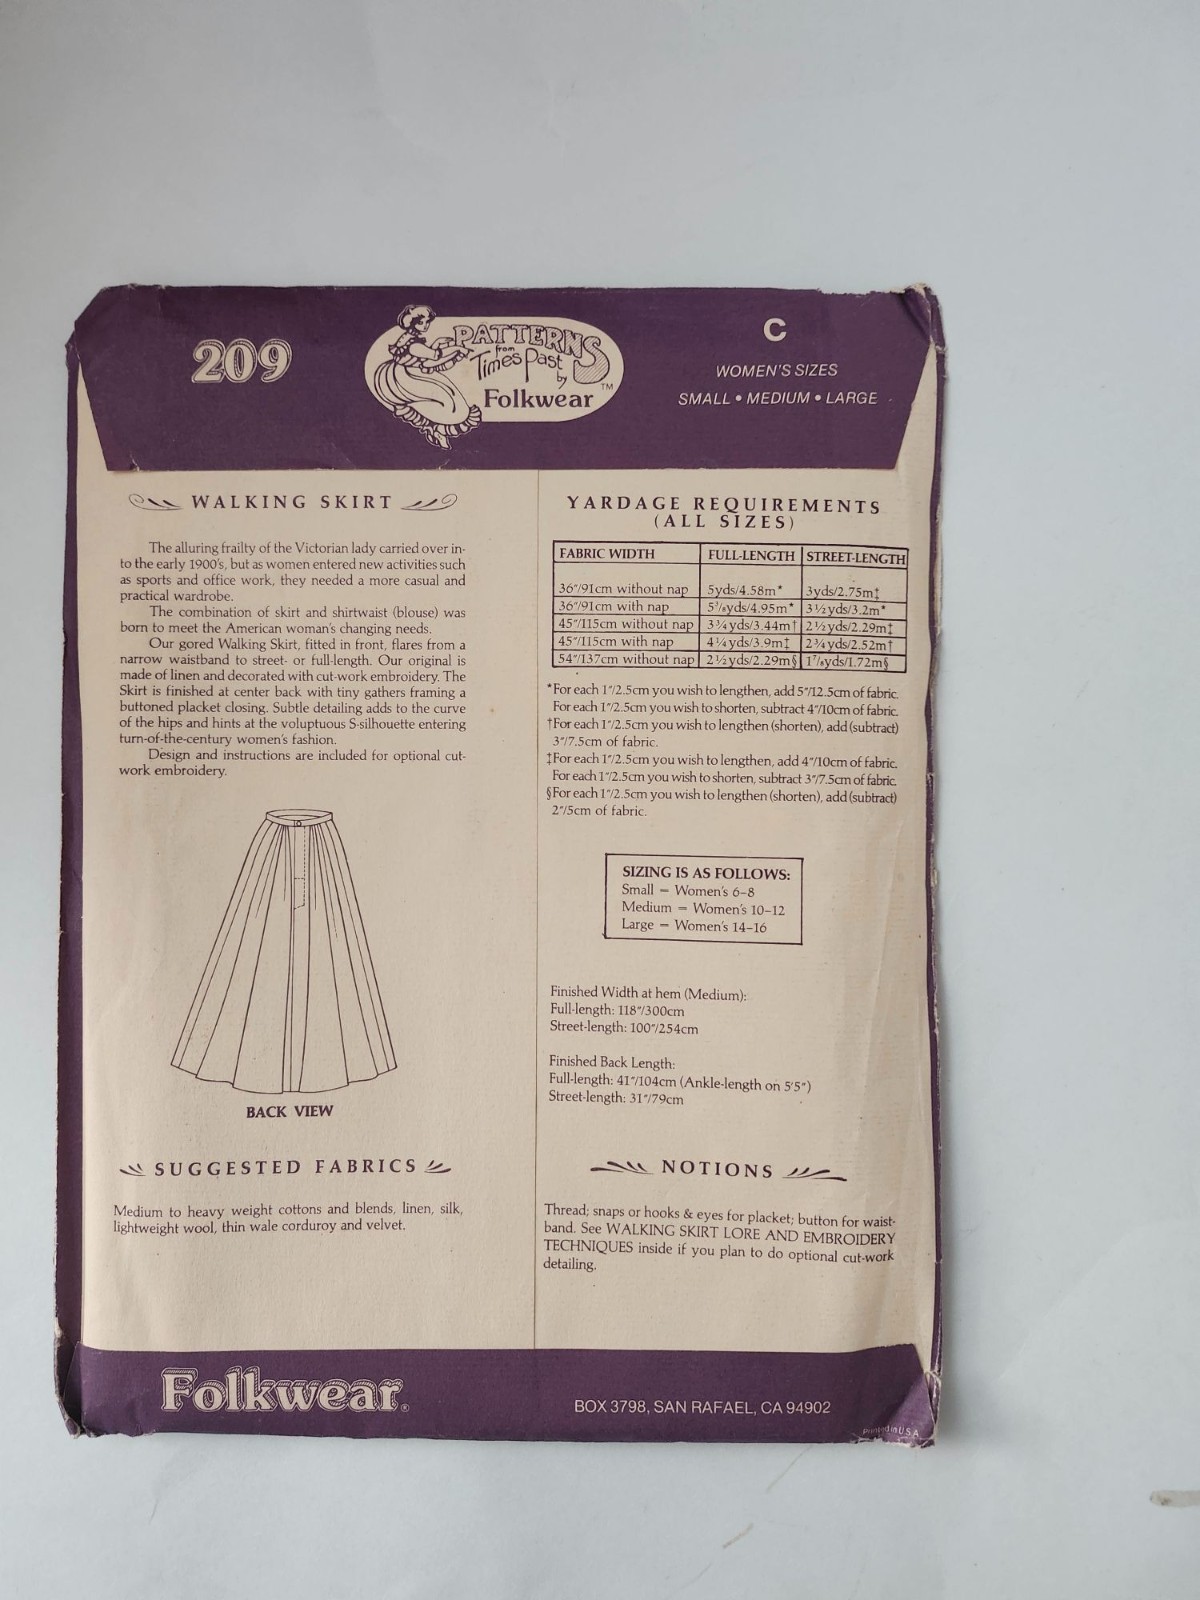 209
PATTERNS
from
Times Past
by
Folkwear
TM
C
WOMEN'S SIZES
SMALL • MEDIUM • LARGE
WALKING SKIRT
The alluring frailty of the Victorian lady carried over in-
to the early 1900's, but as women entered new activities such
as sports and office work, they needed a more casual and
practical wardrobe.
The combination of skirt and shirtwaist (blouse) was
born to meet the American woman's changing needs.
Our gored Walking Skirt, fitted in front, flares from a
narrow waistband to street- or full-length. Our original is
made of linen and decorated with cut-work embroidery. The
Skirt is finished at center back with tiny gathers framing a
buttoned placket closing. Subtle detailing adds to the curve
of the hips and hints at the voluptuous S-silhouette entering
turn-of-the-century women's fashion.
Design and instructions are included for optional cut-
work embroidery.
BACK VIEW
SUGGESTED FABRICS
Medium to heavy weight cottons and blends, linen, silk,
lightweight wool, thin wale corduroy and velvet.
YARDAGE REQUIREMENTS
(ALL SIZES)
FABRIC WIDTH FULL-LENGTH STREET-LENGTH
36"/91cm without nap 5yds/4.58m* 3yds/2.75m‡
36"/91cm with nap 5³/₈yds/4.95m* 3½yds/3.2m*
45"/115cm without nap 3¾yds/3.44m† 2½yds/2.29m‡
45"/115cm with nap 4¼yds/3.9m‡ 2¾yds/2.52m†
54"/137cm without nap 2½yds/2.29m§ 1⁷/₈yds/1.72m§
*For each 1"/2.5cm you wish to lengthen, add 5"/12.5cm of fabric.
For each 1"/2.5cm you wish to shorten, subtract 4"/10cm of fabric.
†For each 1"/2.5cm you wish to lengthen (shorten), add (subtract)
3"/7.5cm of fabric.
‡For each 1"/2.5cm you wish to lengthen, add 4"/10cm of fabric.
For each 1"/2.5cm you wish to shorten, subtract 3"/7.5cm of fabric.
§For each 1"/2.5cm you wish to lengthen (shorten), add (subtract)
2"/5cm of fabric.
SIZING IS AS FOLLOWS:
Small = Women's 6-8
Medium = Women's 10-12
Large = Women's 14-16
Finished Width at hem (Medium):
Full-length: 118"/300cm
Street-length: 100"/254cm
Finished Back Length:
Full-length: 41"/104cm (Ankle-length on 5'5")
Street-length: 31"/79cm
NOTIONS
Thread; snaps or hooks & eyes for placket; button for waist-
band. See WALKING SKIRT LORE AND EMBROIDERY
TECHNIQUES inside if you plan to do optional cut-work
detailing.
Folkwear®
BOX 3798, SAN RAFAEL, CA 94902
Printed in U.S.A.